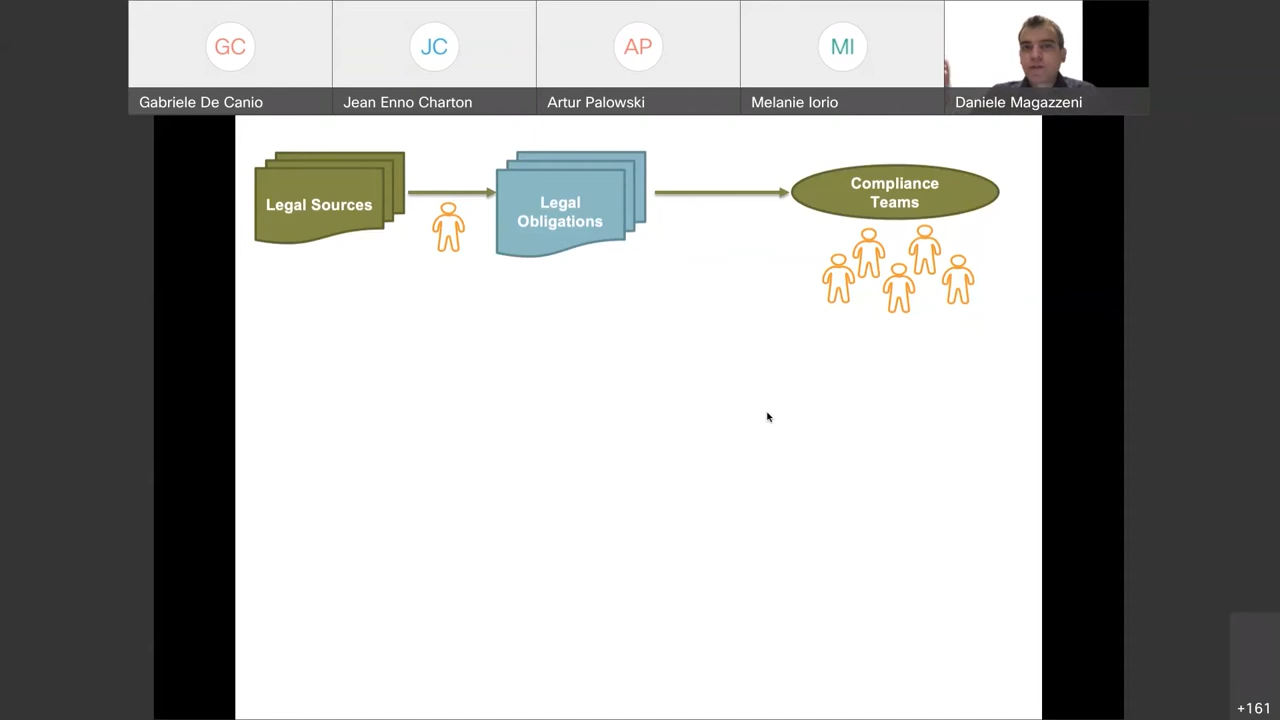 GC
JC
AP
MI
Gabriele De Canio
Jean Enno Charton
Artur Palowski
Melanie Iorio
Daniele Magazzeni
Legal Sources
Legal
Obligations
Compliance
Teams
+161